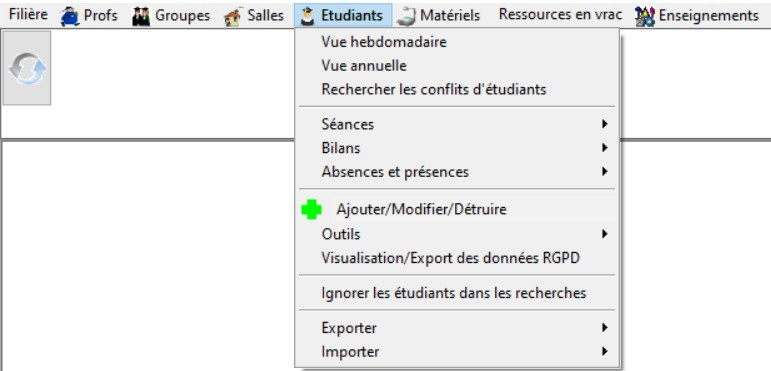 Filière Profs Groupes Salles Etudiants Matériels Ressources en vrac Enseignements
Vue hebdomadaire
Vue annuelle
Rechercher les conflits d'étudiants
Séances
Bilans
Absences et présences
Ajouter/Modifier/Détruire
Outils
Visualisation/Export des données RGPD
Ignorer les étudiants dans les recherches
Exporter
Importer